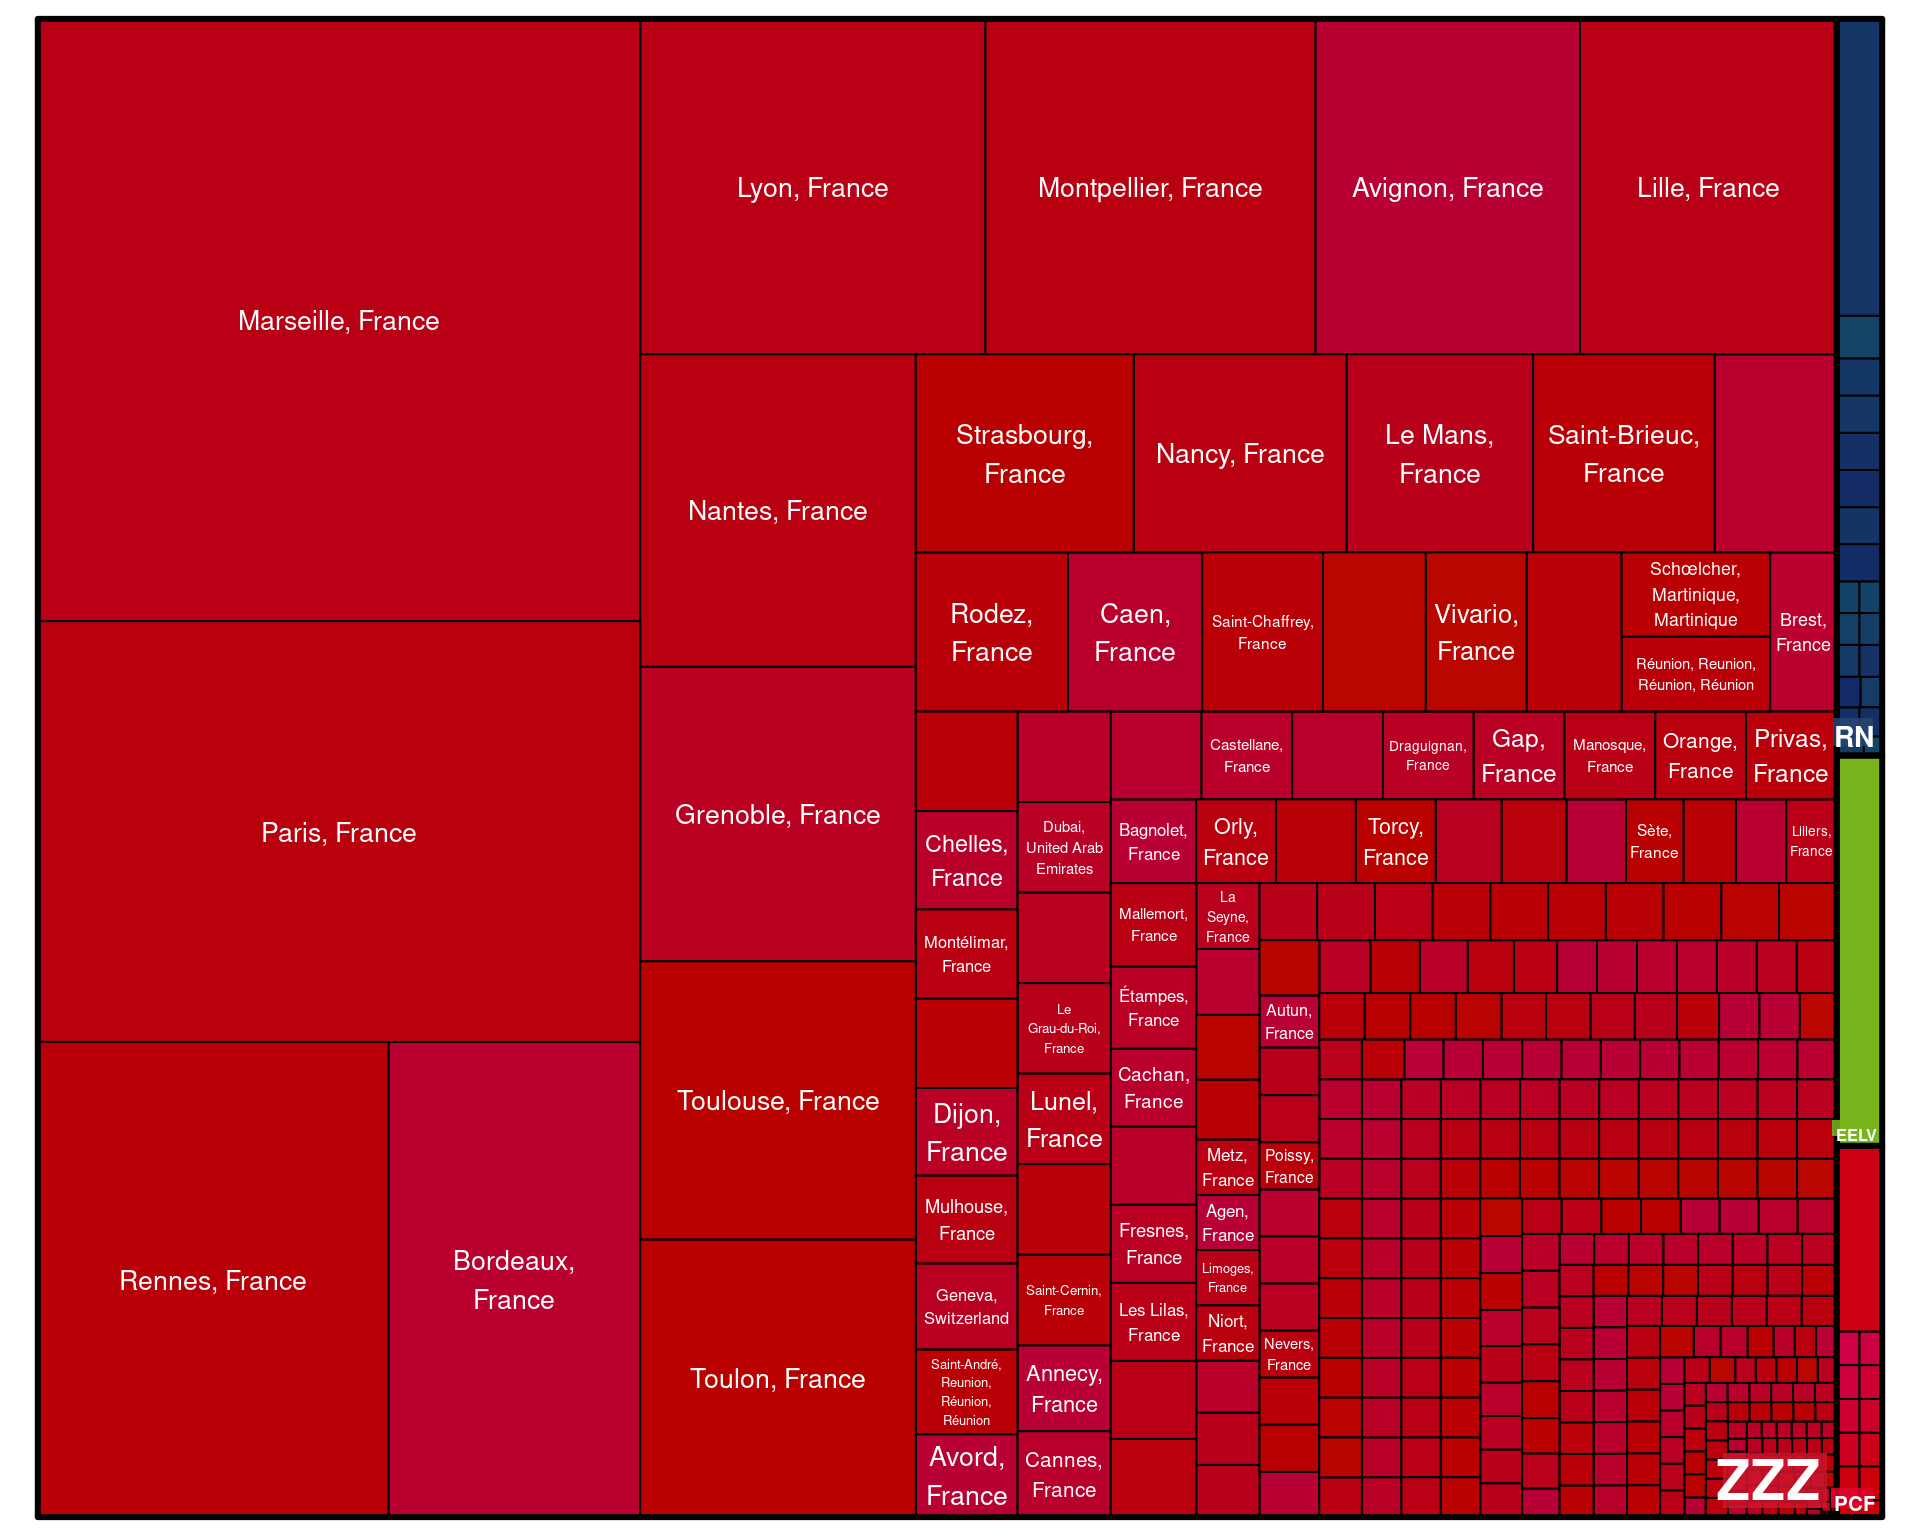 Marseille, France
Lyon, France
Montpellier, France
Avignon, France
Lille, France
Paris, France
Rennes, France
Bordeaux,
France
Nantes, France
Grenoble, France
Toulouse, France
Toulon, France
Strasbourg,
France
Nancy, France
Le Mans,
France
Saint-Brieuc,
France
Rodez,
France
Caen,
France
Saint-Chaffrey,
France
Vivario,
France
Schœlcher,
Martinique,
Martinique
Réunion, Reunion,
Réunion, Réunion
Brest,
France
Castellane,
France
Draguignan,
France
Gap,
France
Manosque,
France
Orange,
France
Privas,
France
RN
Chelles,
France
Dubai,
United Arab
Emirates
Bagnolet,
France
Orly,
France
Torcy,
France
Sète,
France
Lillers,
France
Montélimar,
France
Le
Grau-du-Roi,
France
Mallemort,
France
La
Seyne,
France
Étampes,
France
Autun,
France
Dijon,
France
Lunel,
France
Cachan,
France
Metz,
France
Poissy,
France
EELV
Mulhouse,
France
Fresnes,
France
Agen,
France
Geneva,
Switzerland
Saint-Cernin,
France
Les Lilas,
France
Limoges,
France
Niort,
France
Nevers,
France
Saint-André,
Reunion,
Réunion,
Réunion
Annecy,
France
Avord,
France
Cannes,
France
ZZZ
PCF